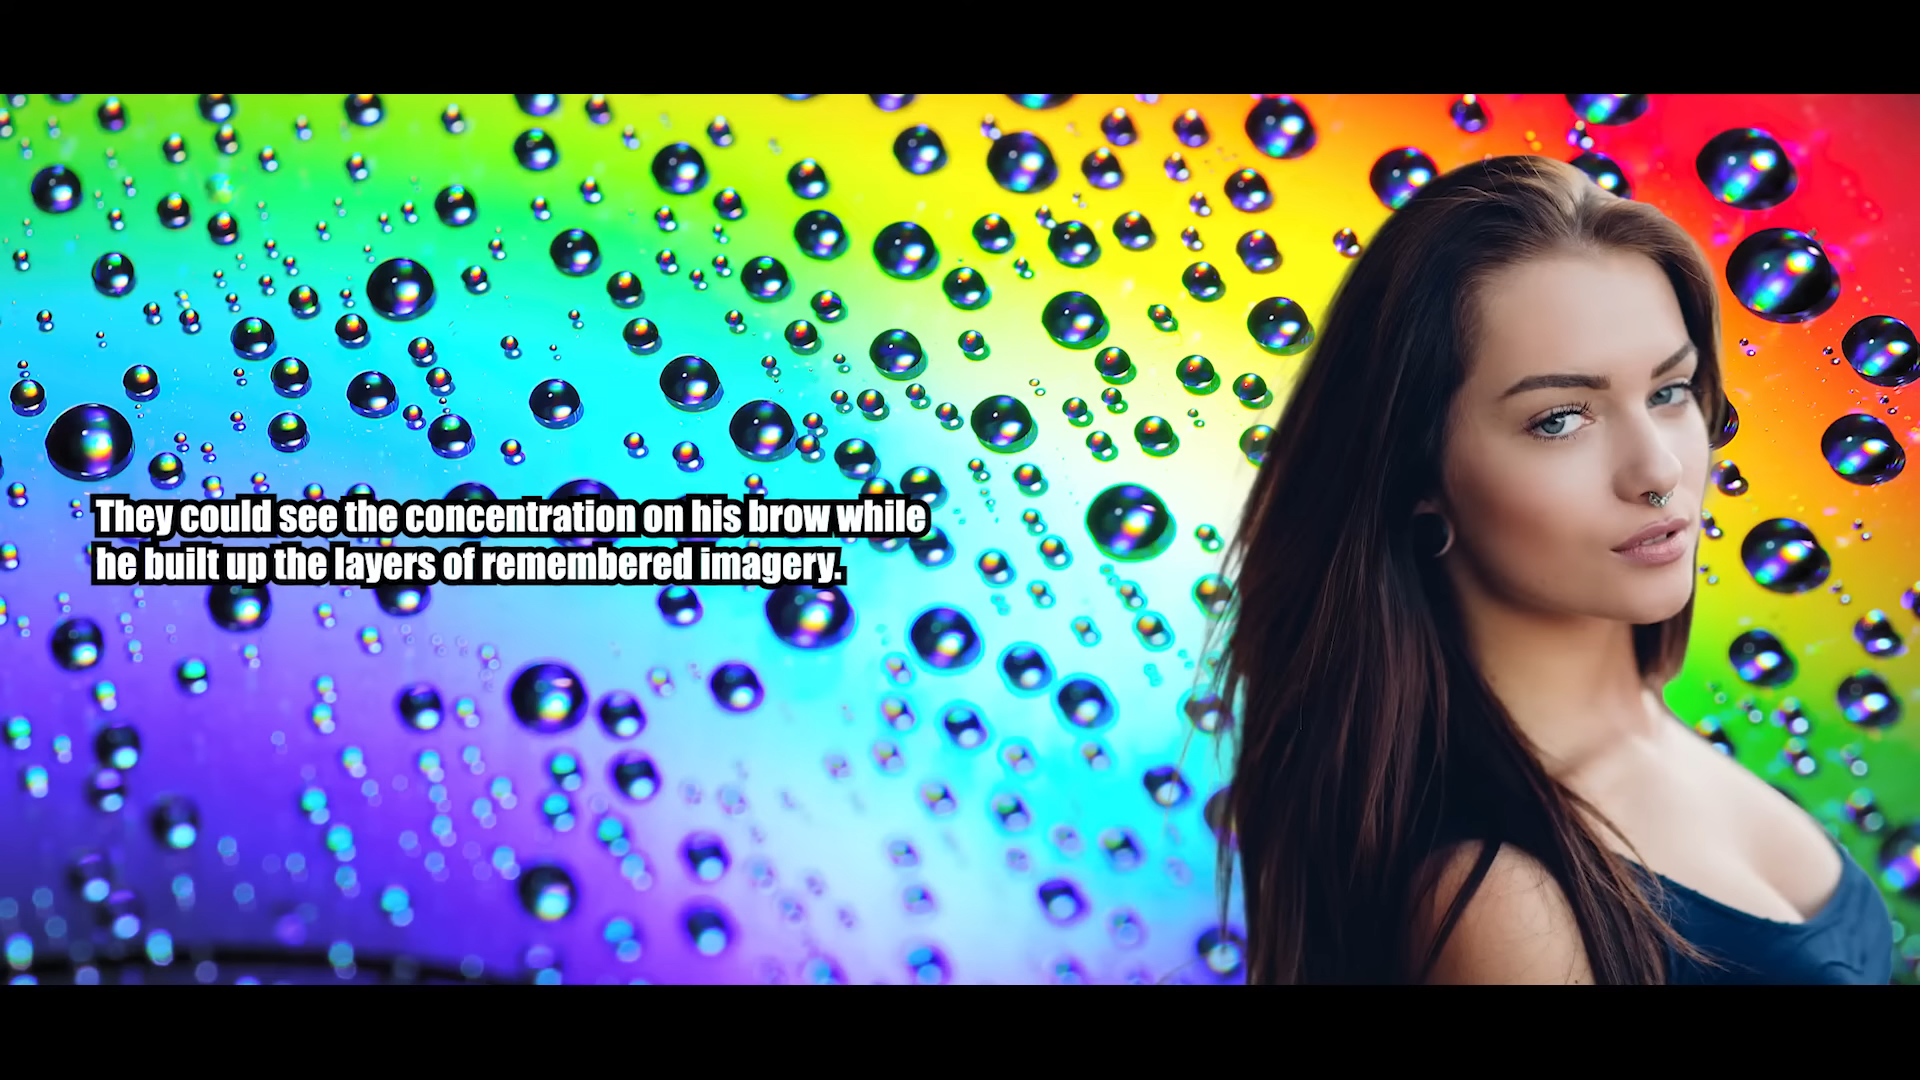 They could see the concentration on his brow while
he built up the layers of remembered imagery.